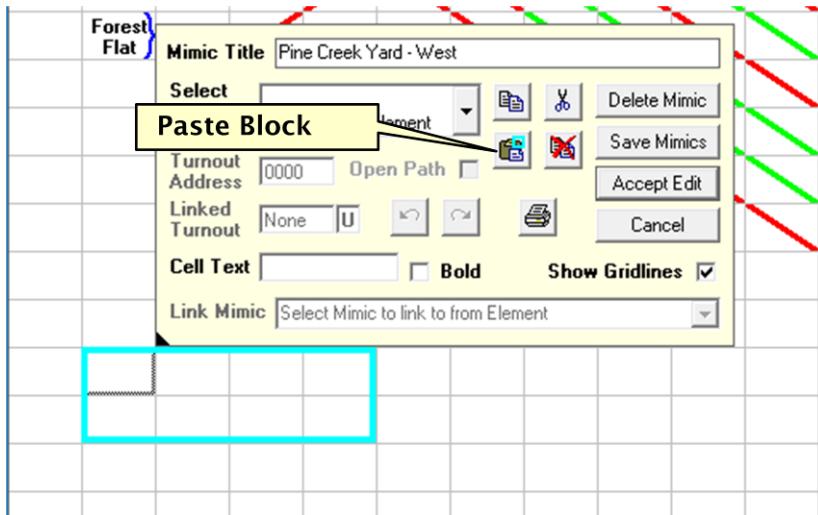 Forest
Flat
Mimic Title Pine Creek Yard - West
Select
Delete Mimic
Paste Block
Save Mimics
Turnout
Address 0000 Open Path
Accept Edit
Linked
Turnout None U
Cancel
Cell Text Bold Show Gridlines
Link Mimic Select Mimic to link to from Element